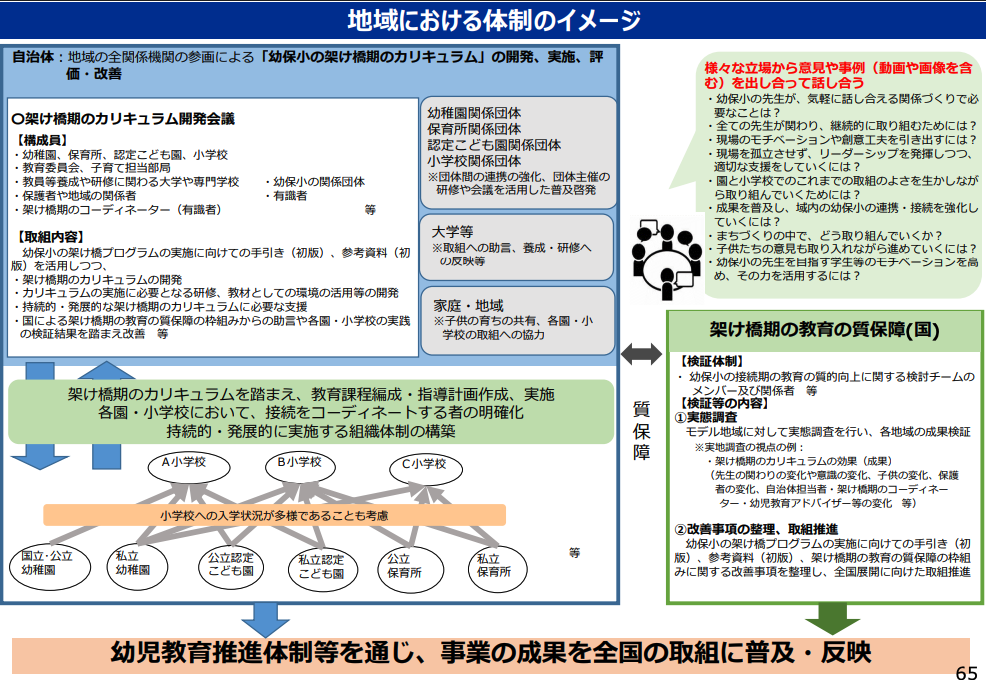 地域における体制のイメージ
自治体：地域の全関係機関の参画による「幼保小の架け橋期のカリキュラム」の開発、実施、評
価・改善
〇架け橋期のカリキュラム開発会議
【構成員】
・幼稚園、保育所、認定こども園、小学校
・教育委員会、子育て担当部局
・教員等養成や研修に関わる大学や専門学校　・幼保小の関係団体
・保護者や地域の関係者　・有識者
・架け橋期のコーディネーター（有識者）　等
【取組内容】
幼保小の架け橋プログラムの実施に向けての手引き（初版）、参考資料（初
版）を活用しつつ、
・架け橋期のカリキュラムの開発
・カリキュラムの実施に必要となる研修、教材としての環境の活用等の開発
・持続的・発展的な架け橋期のカリキュラムに必要な支援
・国による架け橋期の教育の質保障の枠組みからの助言や各園・小学校の実践
の検証結果を踏まえ改善　等
幼稚園関係団体
保育所関係団体
認定こども園関係団体
小学校関係団体
※団体間の連携の強化、団体主催の
研修や会議を活用した普及啓発
大学等
※取組への助言、養成・研修へ
の反映等
家庭・地域
※子供の育ちの共有、各園・小
学校の取組への協力
架け橋期のカリキュラムを踏まえ、教育課程編成・指導計画作成、実施
各園・小学校において、接続をコーディネートする者の明確化
持続的・発展的に実施する組織体制の構築
A小学校
B小学校
C小学校
小学校への入学状況が多様であることも考慮
国立・公立
幼稚園
私立
幼稚園
公立認定
こども園
私立認定
こども園
公立
保育所
私立
保育所
等
質保障
様々な立場から意見や事例（動画や画像を含
む）を出し合って話し合う
・幼保小の先生が、気軽に話し合える関係づくりで必
要なことは？
・全ての先生が関わり、継続的に取り組むためには？
・現場のモチベーションや創意工夫を引き出すには？
・現場を孤立させず、リーダーシップを発揮しつつ、
適切な支援をしていくには？
・園と小学校でのこれまでの取組のよさを生かしなが
ら取り組んでいくためには？
・成果を普及し、域内の幼保小の連携・接続を強化し
ていくには？
・まちづくりの中で、どう取り組んでいくか？
・子供たちの意見も取り入れながら進めていくには？
・幼保小の先生を目指す学生等のモチベーションを高
め、その力を活用するには？
架け橋期の教育の質保障(国)
【検証体制】
・ 幼保小の接続期の教育の質的向上に関する検討チームの
メンバー及び関係者　等
【検証等の内容】
①実態調査
モデル地域に対して実態調査を行い、各地域の成果検証
※実地調査の視点の例：
・架け橋期のカリキュラムの効果（成果）
（先生の関わりの変化や意識の変化、子供の変化、保護
者の変化、自治体担当者・架け橋期のコーディネー
ター・幼児教育アドバイザー等の変化　等）
②改善事項の整理、取組推進
幼保小の架け橋プログラムの実施に向けての手引き（初
版）、参考資料（初版）、架け橋期の教育の質保障の枠組
みに関する改善事項を整理し、全国展開に向けた取組推進
幼児教育推進体制等を通じ、事業の成果を全国の取組に普及・反映
65